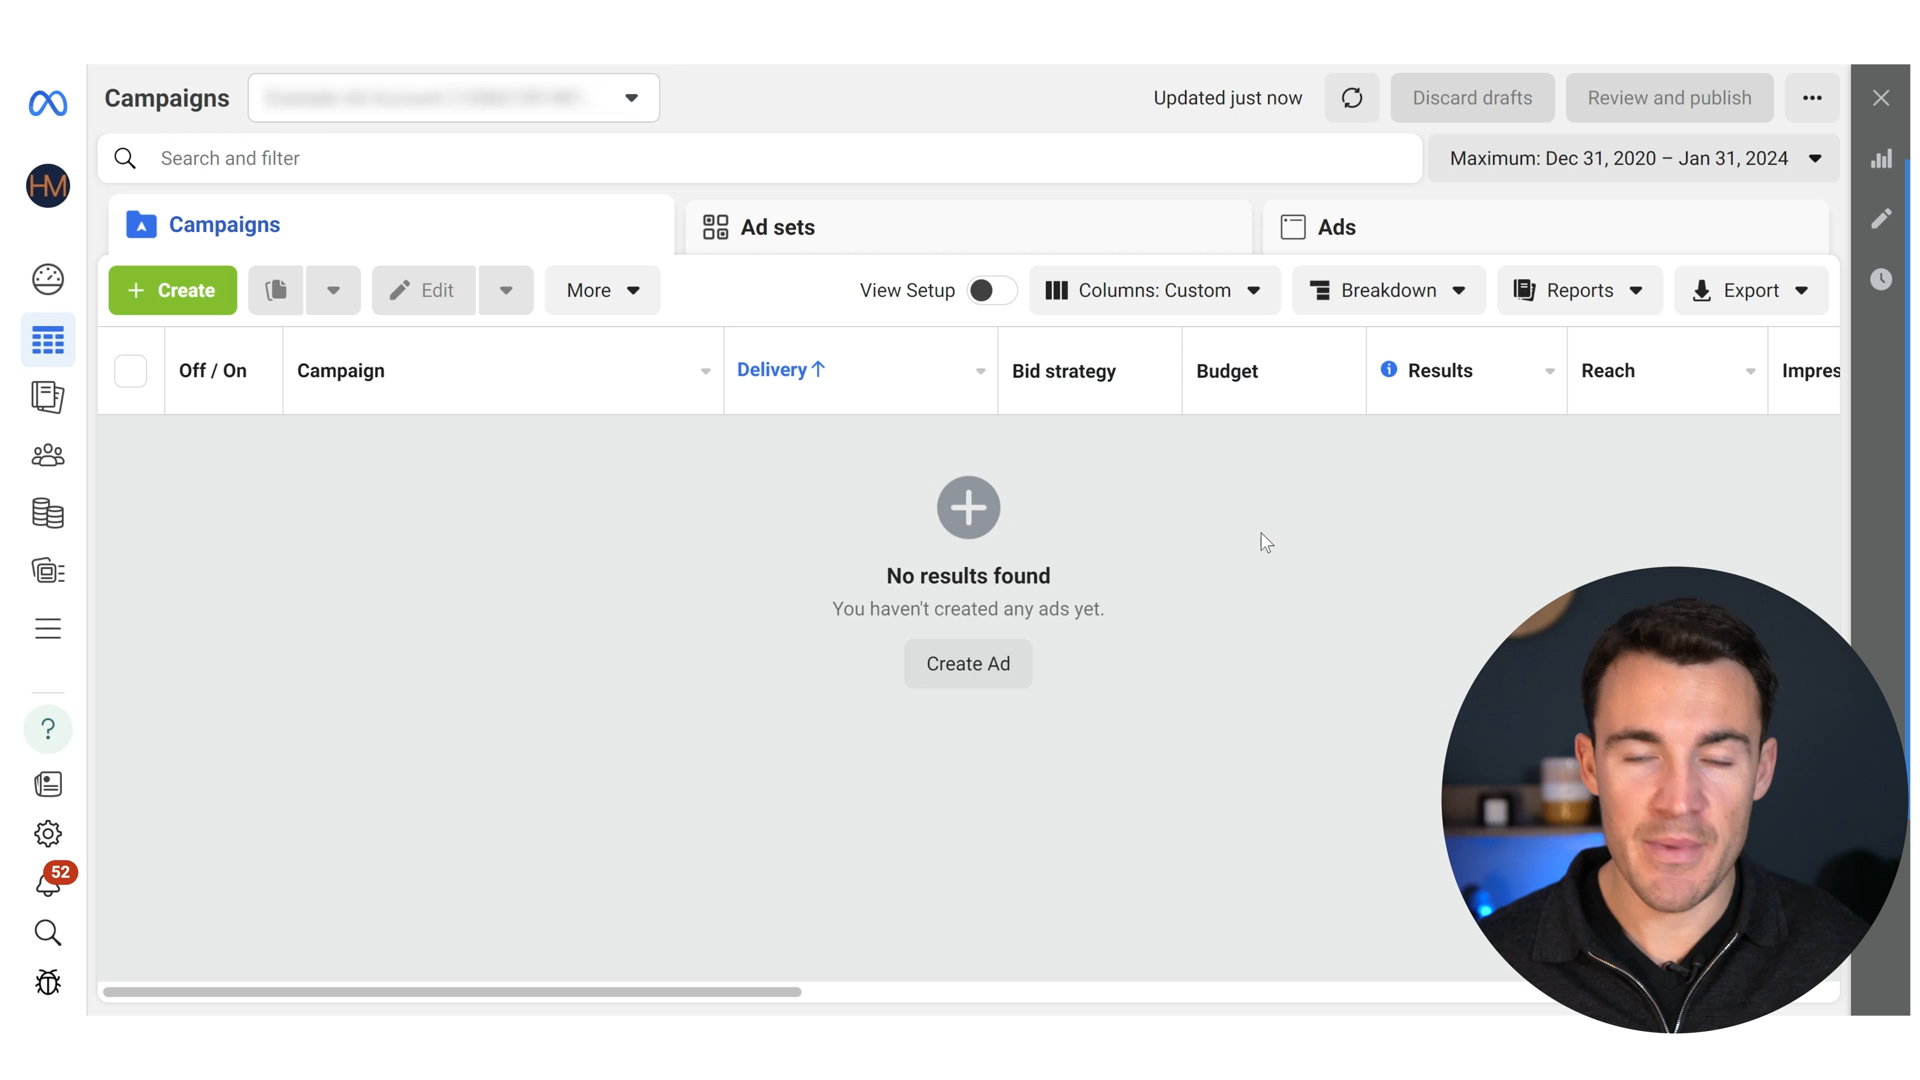 Campaigns
Updated just now
Discard drafts
Review and publish
HM
Search and filter
Maximum: Dec 31, 2020 – Jan 31, 2024
Campaigns
Ad sets
Ads
+ Create
Edit
More
View Setup
Columns: Custom
Breakdown
Reports
Export
Off / On
Campaign
Delivery↑
Bid strategy
Budget
Results
Reach
Impres
No results found
You haven't created any ads yet.
Create Ad
?
52